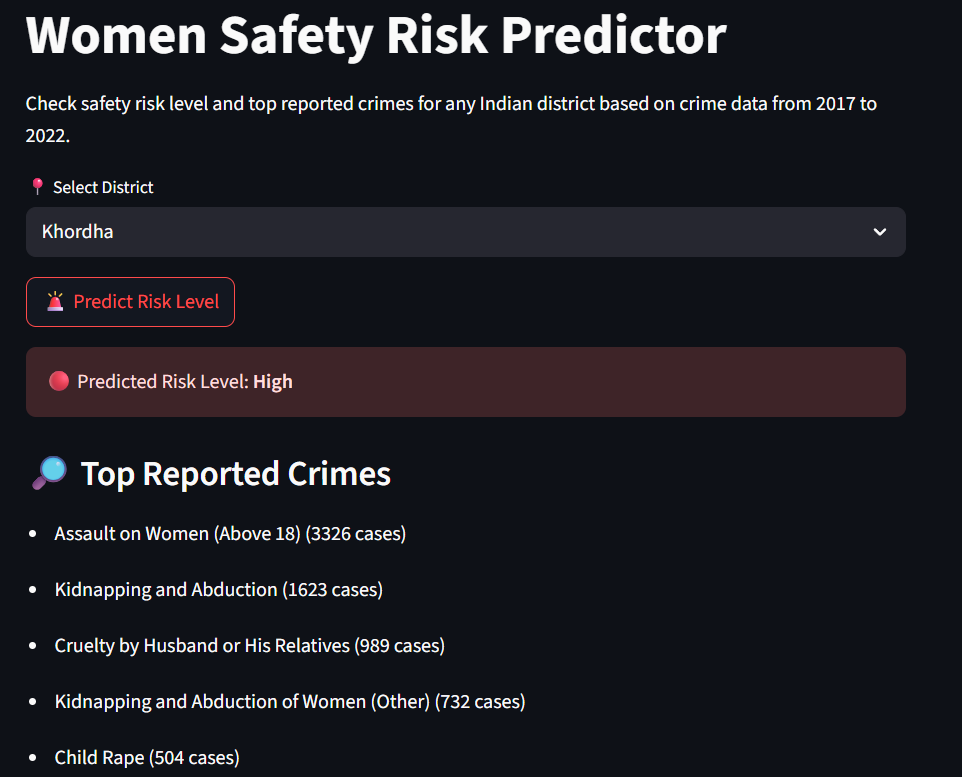 Women Safety Risk Predictor
Check safety risk level and top reported crimes for any Indian district based on crime data from 2017 to
2022.
📍 Select District
Khordha
🚨 Predict Risk Level
🔴 Predicted Risk Level: High
🔎 Top Reported Crimes
• Assault on Women (Above 18) (3326 cases)
• Kidnapping and Abduction (1623 cases)
• Cruelty by Husband or His Relatives (989 cases)
• Kidnapping and Abduction of Women (Other) (732 cases)
• Child Rape (504 cases)